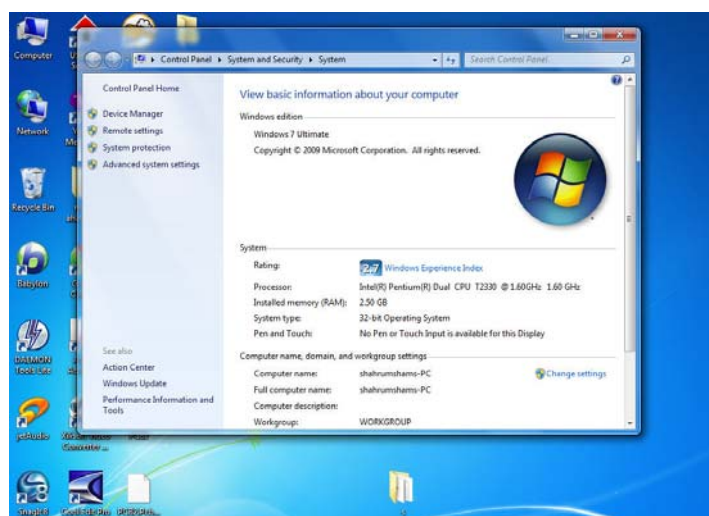 Computer
Network
Recycle Bin
Babylon
DAEMON
Tools Lite
jetAudio
Converter ...
SnagIt 8
Control Panel ▸ System and Security ▸ System
Search Control Panel
Control Panel Home
Device Manager
Remote settings
System protection
Advanced system settings
See also
Action Center
Windows Update
Performance Information and
Tools
View basic information about your computer
Windows edition
Windows 7 Ultimate
Copyright © 2009 Microsoft Corporation. All rights reserved.
System
Rating: 2.7 Windows Experience Index
Processor: Intel(R) Pentium(R) Dual CPU T2330 @ 1.60GHz 1.60 GHz
Installed memory (RAM): 2.50 GB
System type: 32-bit Operating System
Pen and Touch: No Pen or Touch Input is available for this Display
Computer name, domain, and workgroup settings
Computer name: shahrumshams-PC Change settings
Full computer name: shahrumshams-PC
Computer description:
Workgroup: WORKGROUP